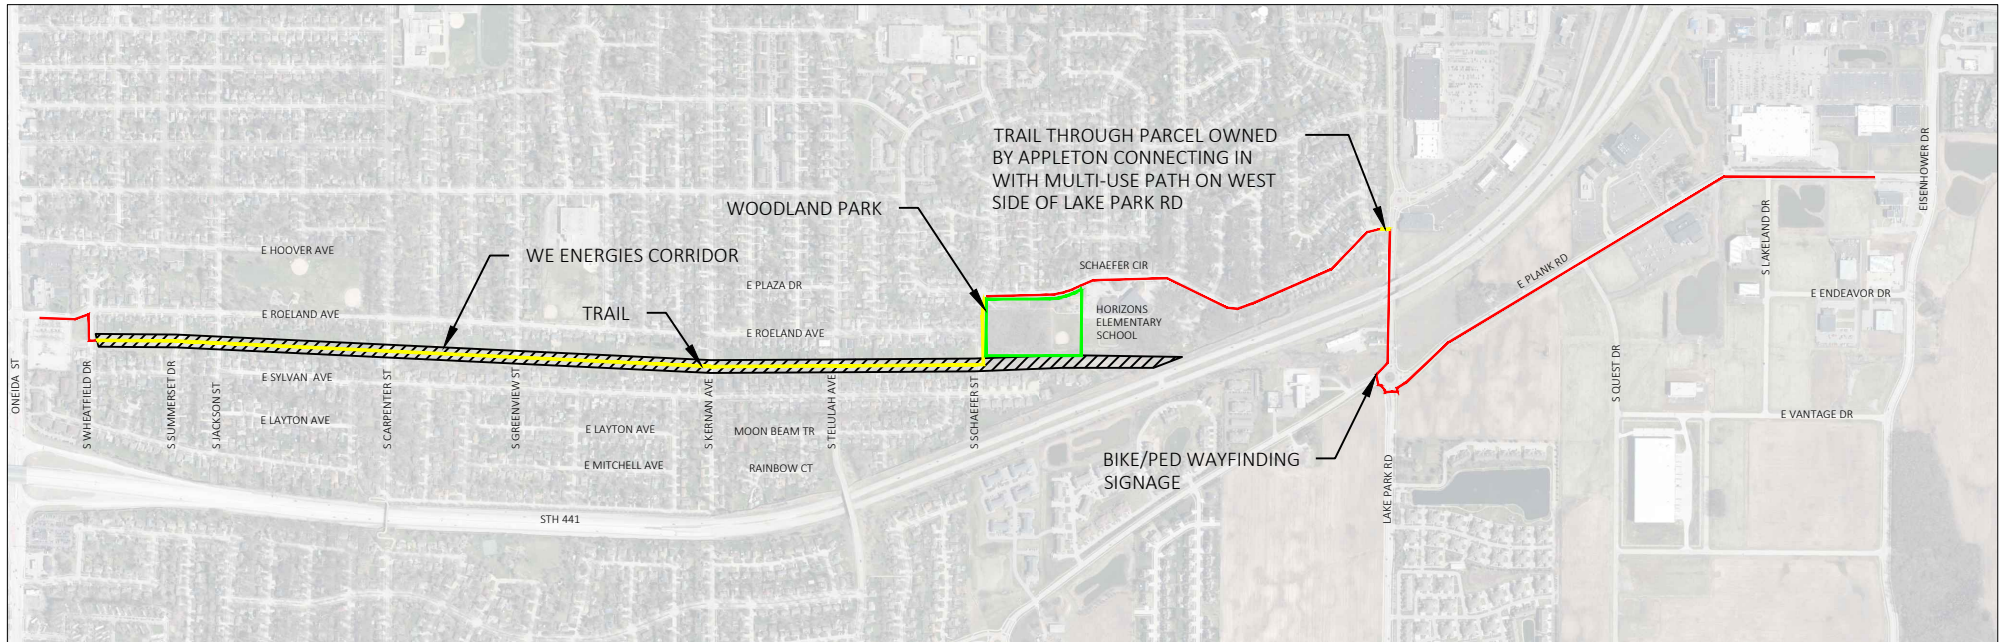 TRAIL THROUGH PARCEL OWNED
BY APPLETON CONNECTING IN
WITH MULTI-USE PATH ON WEST
SIDE OF LAKE PARK RD
WOODLAND PARK
WE ENERGIES CORRIDOR
TRAIL
E HOOVER AVE
E ROELAND AVE
E SYLVAN AVE
E LAYTON AVE
E PLAZA DR
E ROELAND AVE
SCHAEFER CIR
HORIZONS
ELEMENTARY
SCHOOL
E LAYTON AVE
E MITCHELL AVE
MOON BEAM TR
RAINBOW CT
STH 441
BIKE/PED WAYFINDING
SIGNAGE
ONEIDA ST
S WHEATFIELD DR
S SUMMERSET DR
S JACKSON ST
S CARPENTER ST
S GREENVIEW ST
S KERNAN AVE
S TELULAH AVE
S SCHAEFER ST
LAKE PARK RD
E PLANK RD
S QUEST DR
S LAKELAND DR
EISENHOWER DR
E ENDEAVOR DR
E VANTAGE DR